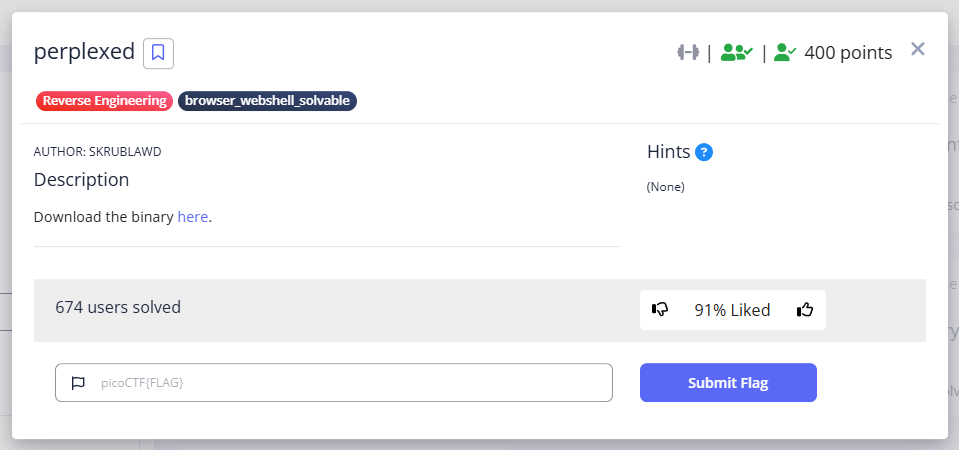 perplexed
| | 400 points
Reverse Engineering browser_webshell_solvable
AUTHOR: SKRUBLAWD
Description
Download the binary here.
Hints ?
(None)
674 users solved
91% Liked
picoCTF{FLAG}
Submit Flag